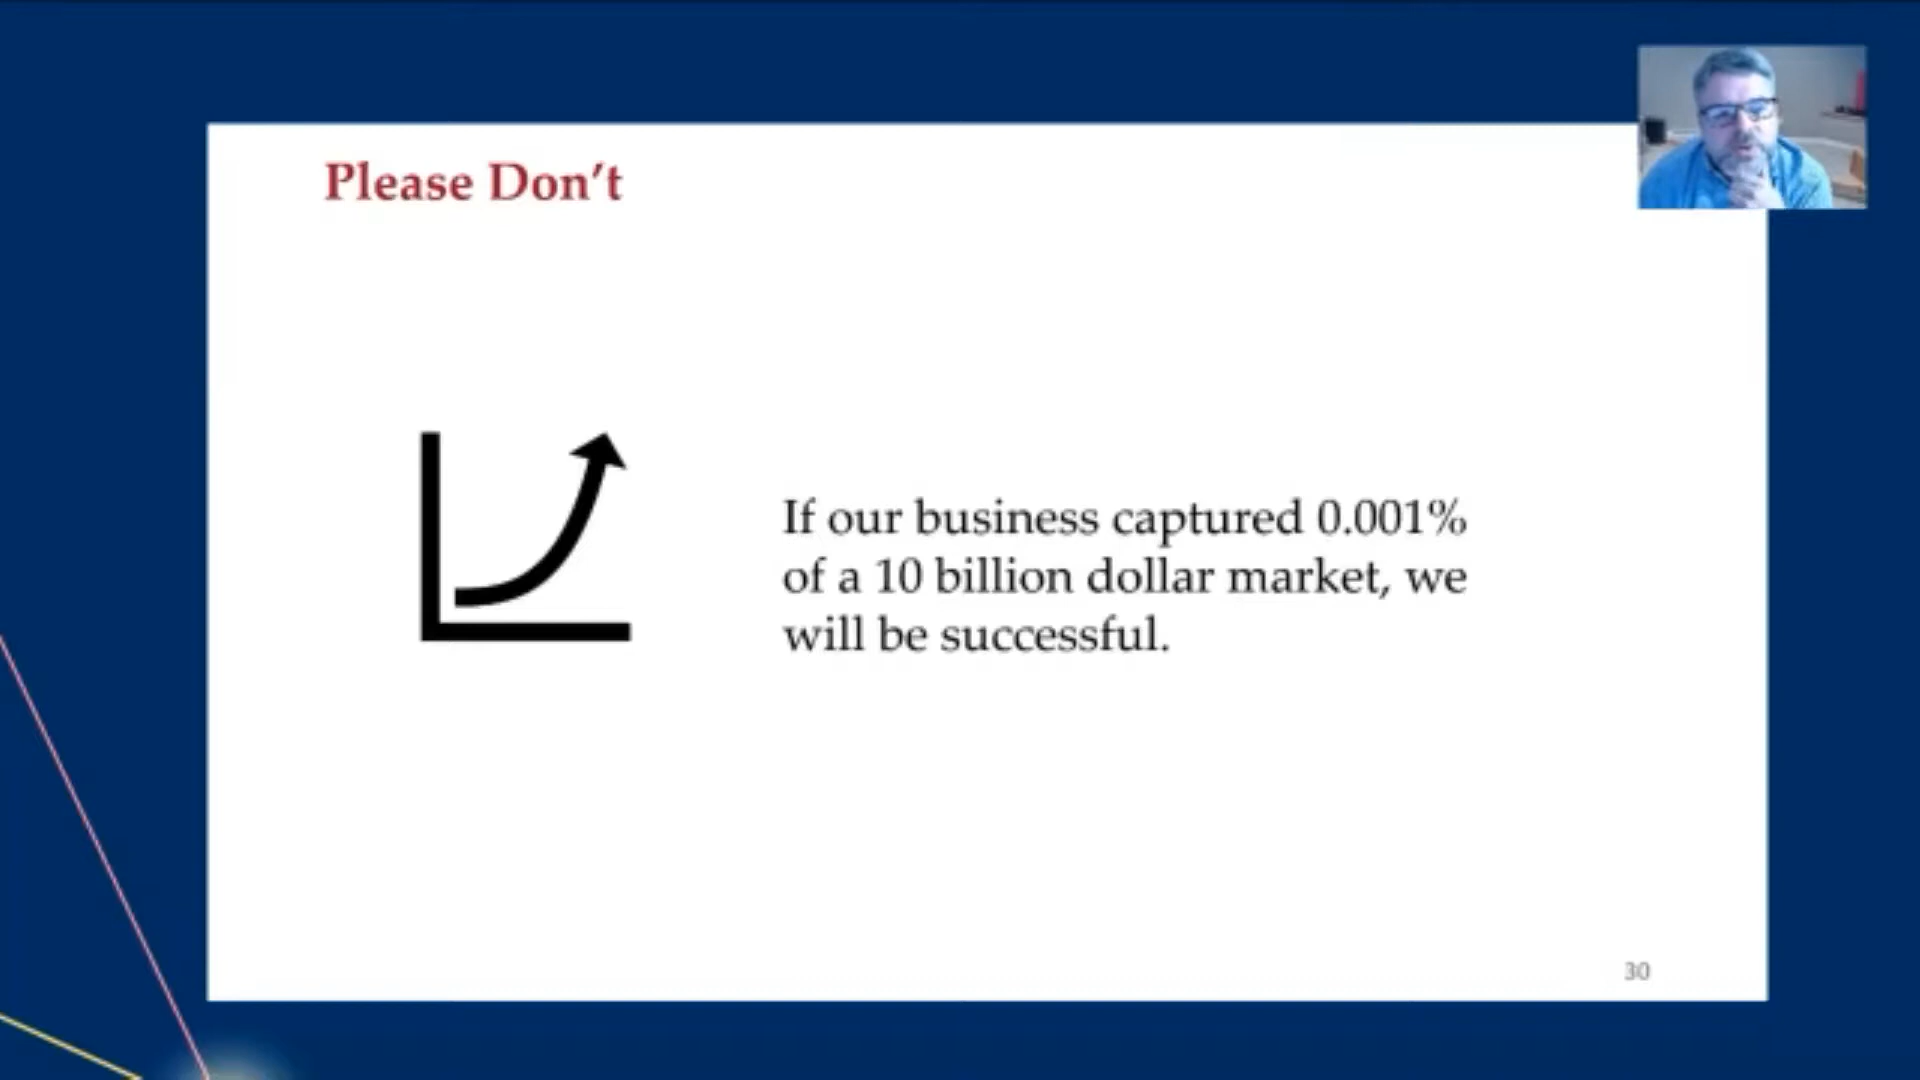 Please Don’t
If our business captured 0.001%
of a 10 billion dollar market, we
will be successful.
30